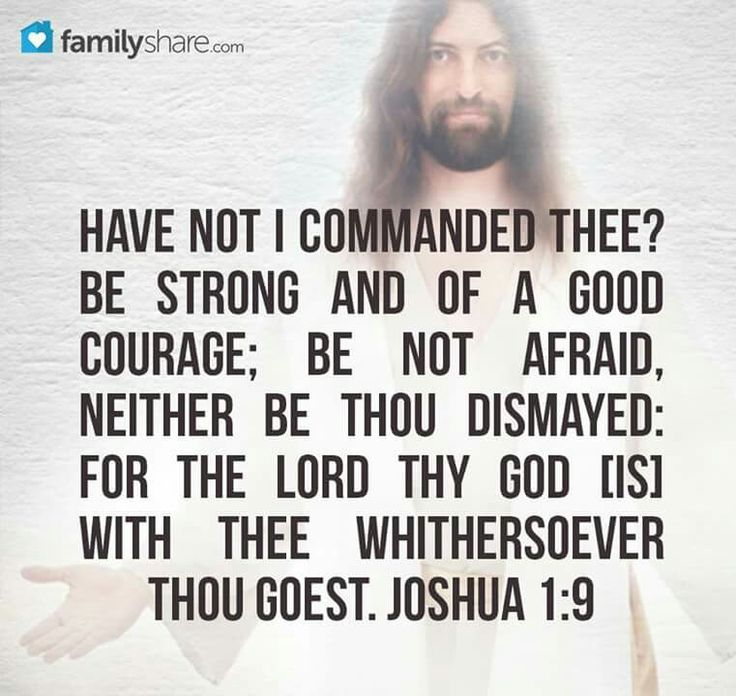 familyshare.com
HAVE NOT I COMMANDED THEE?
BE STRONG AND OF A GOOD
COURAGE; BE NOT AFRAID,
NEITHER BE THOU DISMAYED:
FOR THE LORD THY GOD [IS]
WITH THEE WHITHERSOEVER
THOU GOEST. JOSHUA 1:9